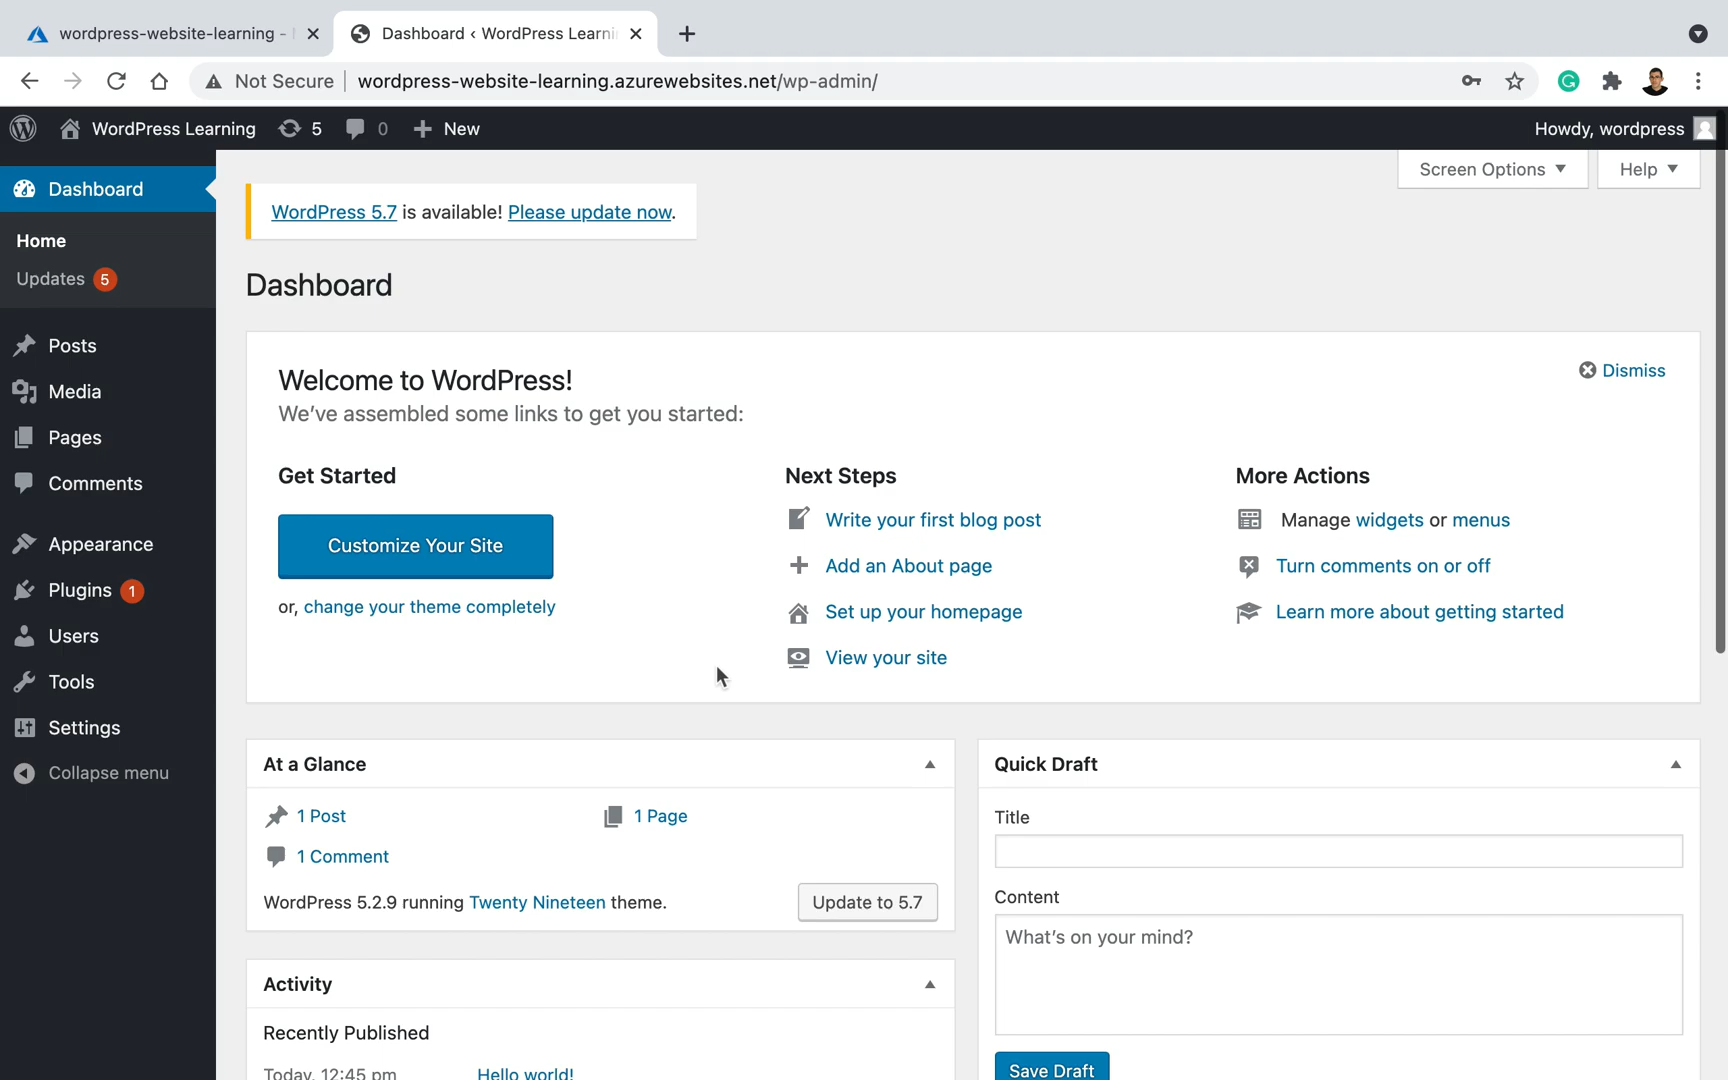 wordpress-website-learning -
Dashboard ‹ WordPress Learni
Not Secure
wordpress-website-learning.azurewebsites.net/wp-admin/
WordPress Learning
5
0
New
Howdy, wordpress
Screen Options
Help
Dashboard
Home
Updates 5
Posts
Media
Pages
Comments
Appearance
Plugins 1
Users
Tools
Settings
Collapse menu
WordPress 5.7 is available! Please update now.
Dashboard
Welcome to WordPress!
We've assembled some links to get you started:
Dismiss
Get Started
Customize Your Site
or, change your theme completely
Next Steps
Write your first blog post
Add an About page
Set up your homepage
View your site
More Actions
Manage widgets or menus
Turn comments on or off
Learn more about getting started
At a Glance
1 Post
1 Page
1 Comment
WordPress 5.2.9 running Twenty Nineteen theme.
Update to 5.7
Activity
Recently Published
Today, 12:45 pm
Hello world!
Quick Draft
Title
Content
What's on your mind?
Save Draft